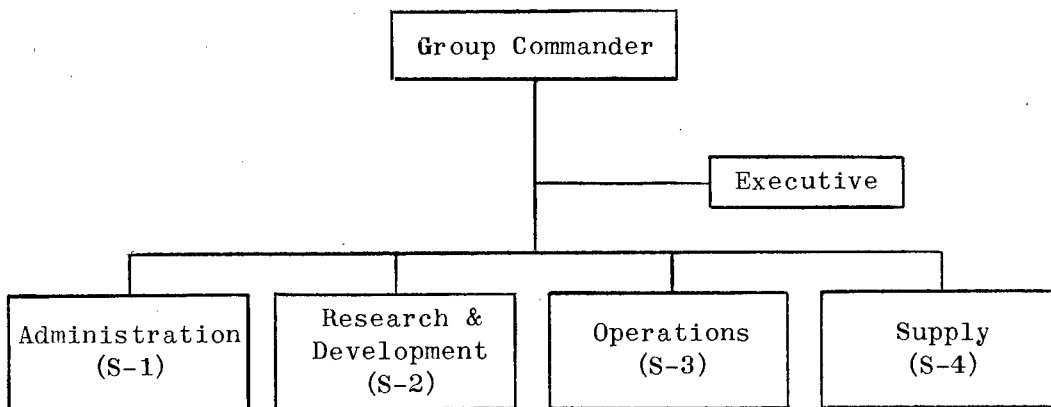 Group Commander
Executive
Administration
(S-1)
Research &
Development
(S-2)
Operations
(S-3)
Supply
(S-4)